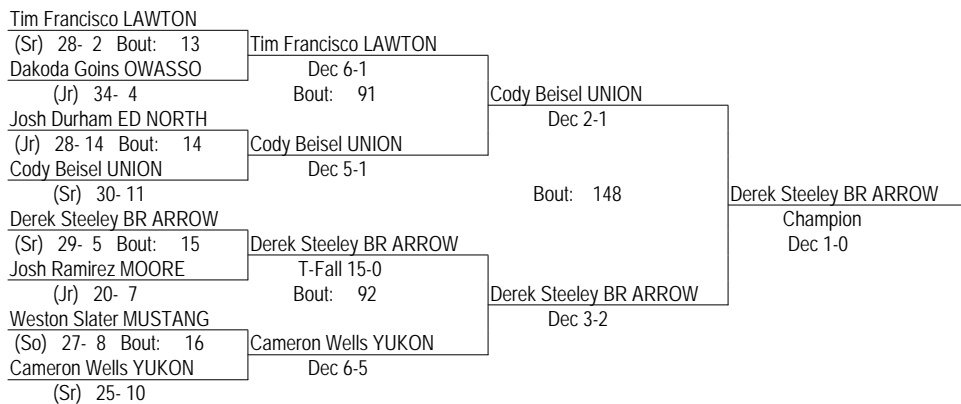 Tim Francisco LAWTON
(Sr) 28- 2 Bout: 13
Dakoda Goins OWASSO
(Jr) 34- 4
Josh Durham ED NORTH
(Jr) 28- 14 Bout: 14
Cody Beisel UNION
(Sr) 30- 11
Derek Steeley BR ARROW
(Sr) 29- 5 Bout: 15
Josh Ramirez MOORE
(Jr) 20- 7
Weston Slater MUSTANG
(So) 27- 8 Bout: 16
Cameron Wells YUKON
(Sr) 25- 10
Tim Francisco LAWTON
Dec 6-1
Bout: 91
Cody Beisel UNION
Dec 5-1
Derek Steeley BR ARROW
T-Fall 15-0
Bout: 92
Cameron Wells YUKON
Dec 6-5
Cody Beisel UNION
Dec 2-1
Bout: 148
Derek Steeley BR ARROW
Dec 3-2
Derek Steeley BR ARROW
Champion
Dec 1-0